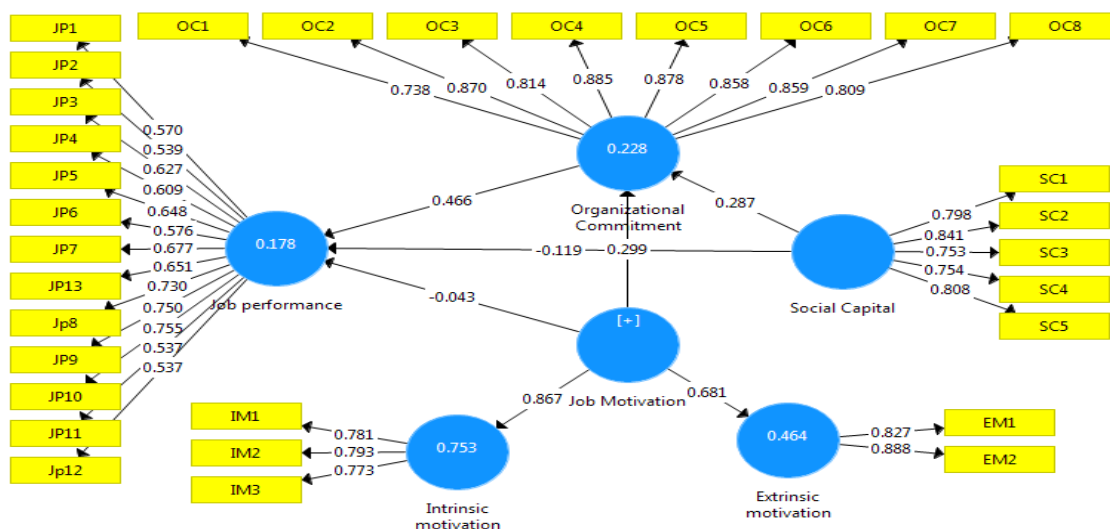 JP1
JP2
JP3
JP4
JP5
JP6
JP7
JP13
Jp8
JP9
JP10
JP11
Jp12
OC1
OC2
OC3
OC4
OC5
OC6
OC7
OC8
0.738
0.870
0.814
0.885
0.878
0.858
0.859
0.809
0.570
0.539
0.627
0.609
0.648
0.576
0.677
0.651
0.730
0.750
0.755
0.537
0.537
0.228
Organizational
Commitment
0.466
0.287
0.178
Job performance
-0.119
0.299
-0.043
Social Capital
0.798
0.841
0.753
0.754
0.808
SC1
SC2
SC3
SC4
SC5
[+]
Job Motivation
0.867
0.681
IM1
IM2
IM3
0.781
0.793
0.773
0.753
Intrinsic
motivation
0.464
Extrinsic
motivation
0.827
0.888
EM1
EM2